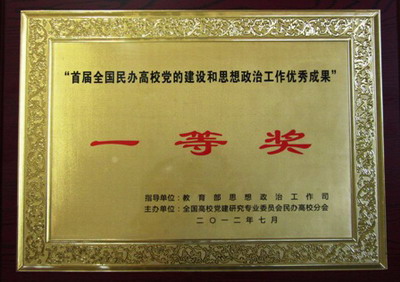 “首届全国民办高校党的建设和思想政治工作优秀成果”
一等奖
指导单位：教育部思想政治工作司
主办单位：全国高校党建研究专业委员会民办高校分会
二〇一二年七月